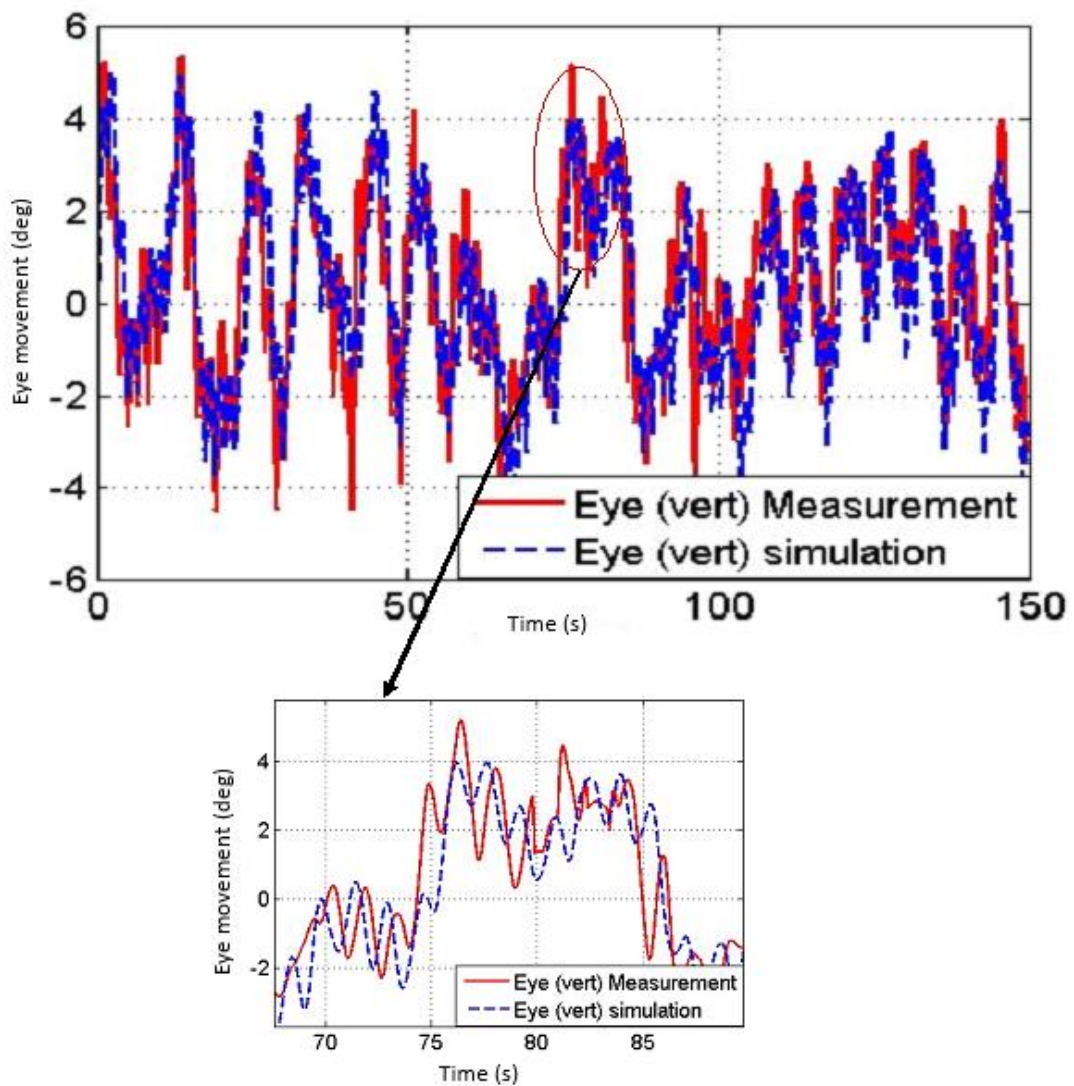 6
4
2
0
-2
-4
-6
Eye movement (deg)
Eye (vert) Measurement
Eye (vert) simulation
0
50
100
150
Time (s)
4
2
0
-2
Eye movement (deg)
Eye (vert) Measurement
Eye (vert) simulation
70
75
80
85
Time (s)